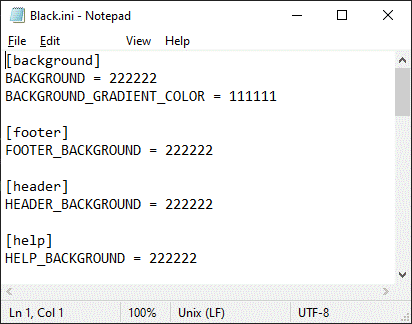 Black.ini - Notepad
File Edit View Help
[background]
BACKGROUND = 222222
BACKGROUND_GRADIENT_COLOR = 111111

[footer]
FOOTER_BACKGROUND = 222222

[header]
HEADER_BACKGROUND = 222222

[help]
HELP_BACKGROUND = 222222
Ln 1, Col 1 100% Unix (LF) UTF-8